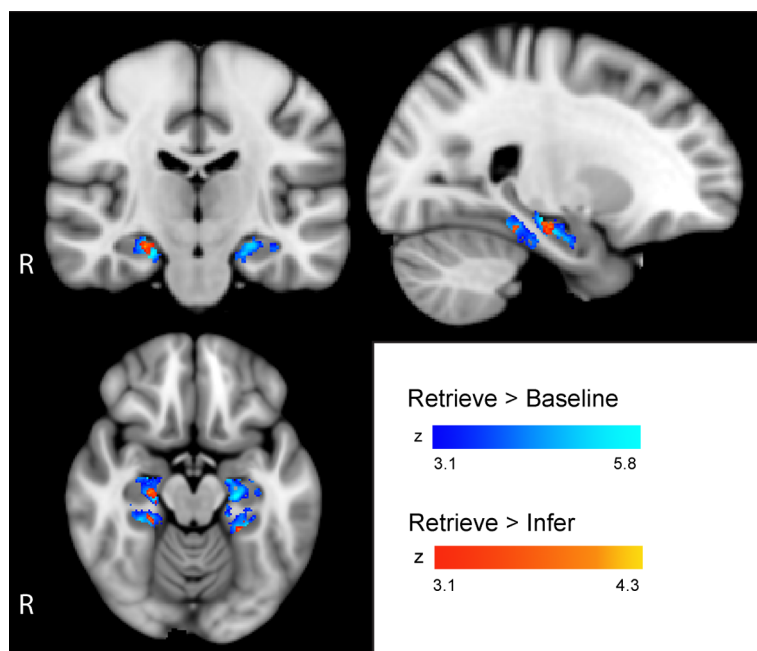 R
R
Retrieve > Baseline
z
3.1 5.8
Retrieve > Infer
z
3.1 4.3